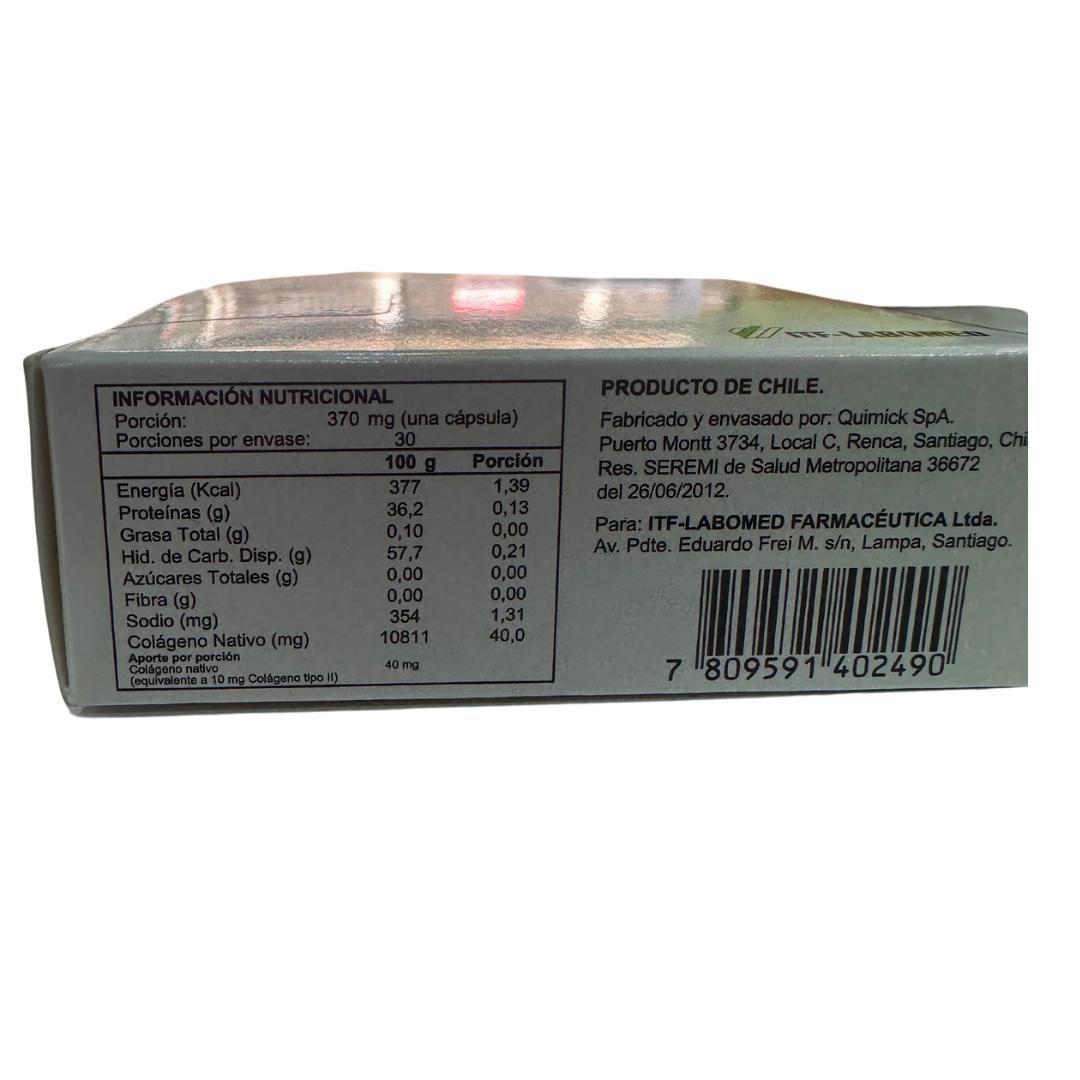 ITF-LABOMED
INFORMACIÓN NUTRICIONAL
Porción: 370 mg (una cápsula)
Porciones por envase: 30
100 g Porción
Energía (Kcal) 377 1,39
Proteínas (g) 36,2 0,13
Grasa Total (g) 0,10 0,00
Hid. de Carb. Disp. (g) 57,7 0,21
Azúcares Totales (g) 0,00 0,00
Fibra (g) 0,00 0,00
Sodio (mg) 354 1,31
Colágeno Nativo (mg) 10811 40,0
Aporte por porción
Colágeno nativo 40 mg
(equivalente a 10 mg Colágeno tipo II)
PRODUCTO DE CHILE.
Fabricado y envasado por: Quimick SpA.
Puerto Montt 3734, Local C, Renca, Santiago, Chi
Res. SEREMI de Salud Metropolitana 36672
del 26/06/2012.
Para: ITF-LABOMED FARMACÉUTICA Ltda.
Av. Pdte. Eduardo Frei M. s/n, Lampa, Santiago.
7 809591 402490